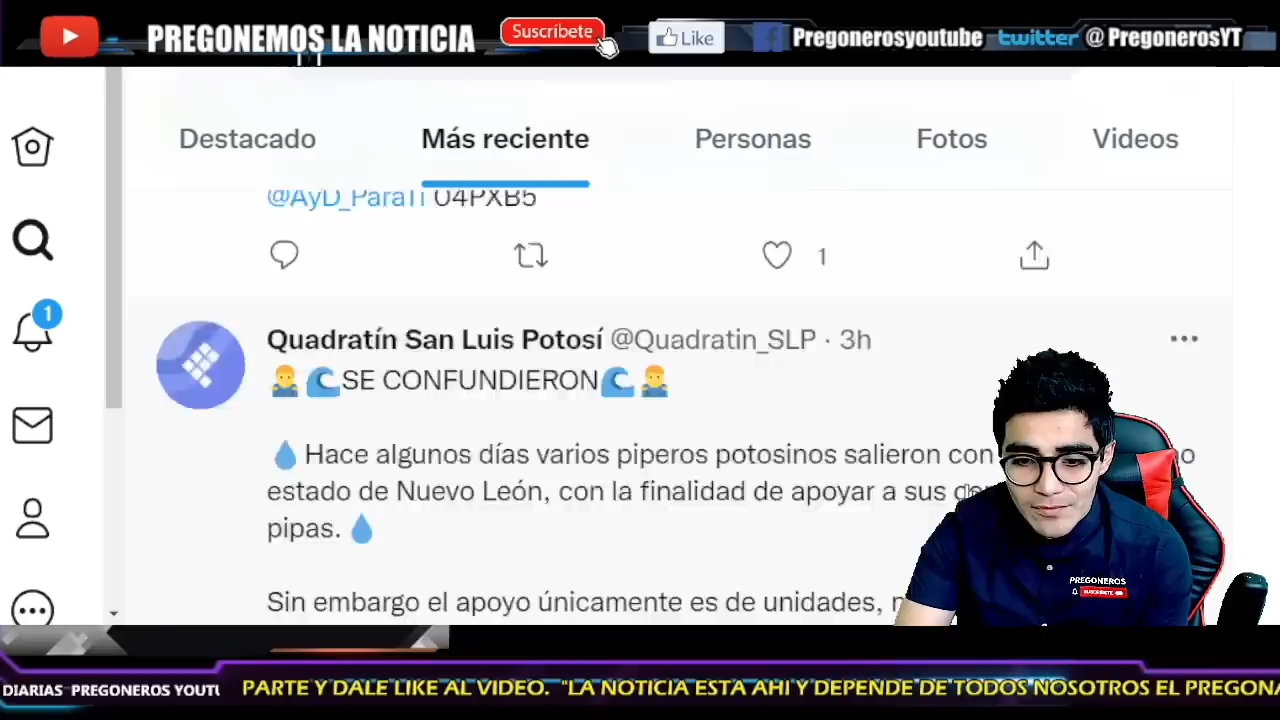 PREGONEMOS LA NOTICIA
Suscríbete
Like
Pregonerosyoutube
twitter @PregonerosYT
Destacado
Más reciente
Personas
Fotos
Videos
@AyD_ParaTi O4PXB5
1
1
Quadratín San Luis Potosí @Quadratin_SLP · 3h
SE CONFUNDIERON
Hace algunos días varios piperos potosinos salieron con
estado de Nuevo León, con la finalidad de apoyar a sus
pipas.
Sin embargo el apoyo únicamente es de unidades,
PREGONEROS
SUSCRÍBETE
DIARIAS PREGONEROS YOUTU
PARTE Y DALE LIKE AL VIDEO. "LA NOTICIA ESTA AHI Y DEPENDE DE TODOS NOSOTROS EL PREGONA